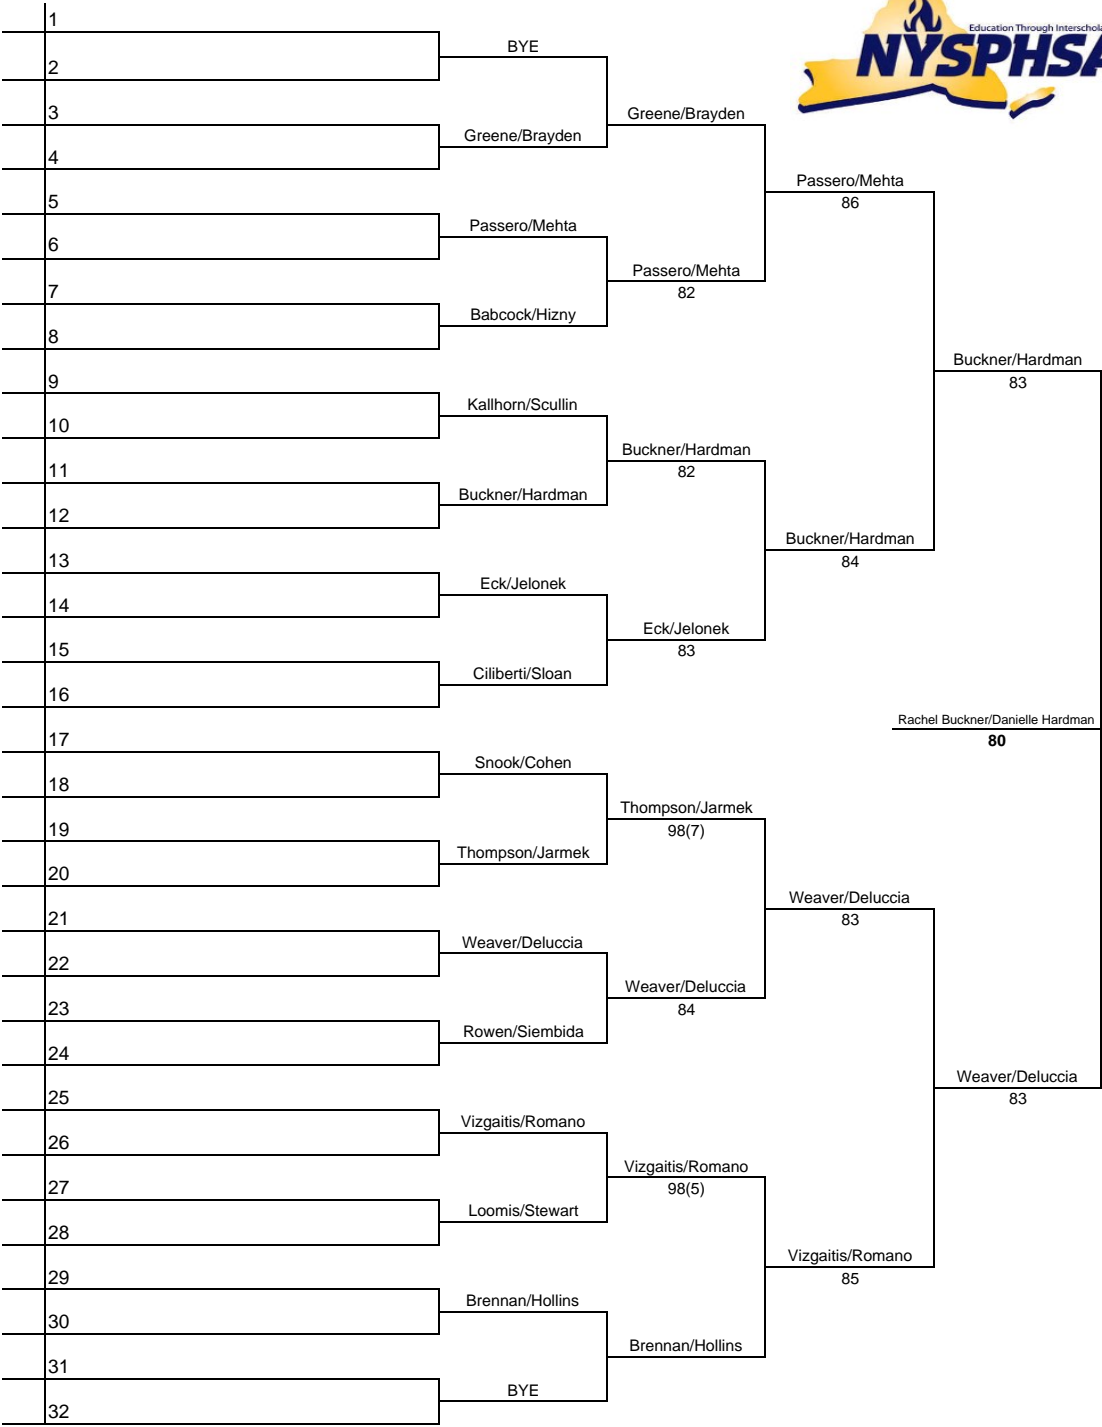 1
2
3
4
5
6
7
8
9
10
11
12
13
14
15
16
17
18
19
20
21
22
23
24
25
26
27
28
29
30
31
32
BYE
Greene/Brayden
Passero/Mehta
Babcock/Hizny
Kallhorn/Scullin
Buckner/Hardman
Eck/Jelonek
Ciliberti/Sloan
Snook/Cohen
Thompson/Jarmek
Weaver/Deluccia
Rowen/Siembida
Vizgaitis/Romano
Loomis/Stewart
Brennan/Hollins
BYE
Greene/Brayden
Passero/Mehta
82
Buckner/Hardman
82
Eck/Jelonek
83
Thompson/Jarmek
98(7)
Weaver/Deluccia
84
Vizgaitis/Romano
98(5)
Brennan/Hollins
Passero/Mehta
86
Buckner/Hardman
84
Weaver/Deluccia
83
Vizgaitis/Romano
85
Buckner/Hardman
83
Weaver/Deluccia
83
Rachel Buckner/Danielle Hardman
80
Education Through Interschola
NYSPHSA